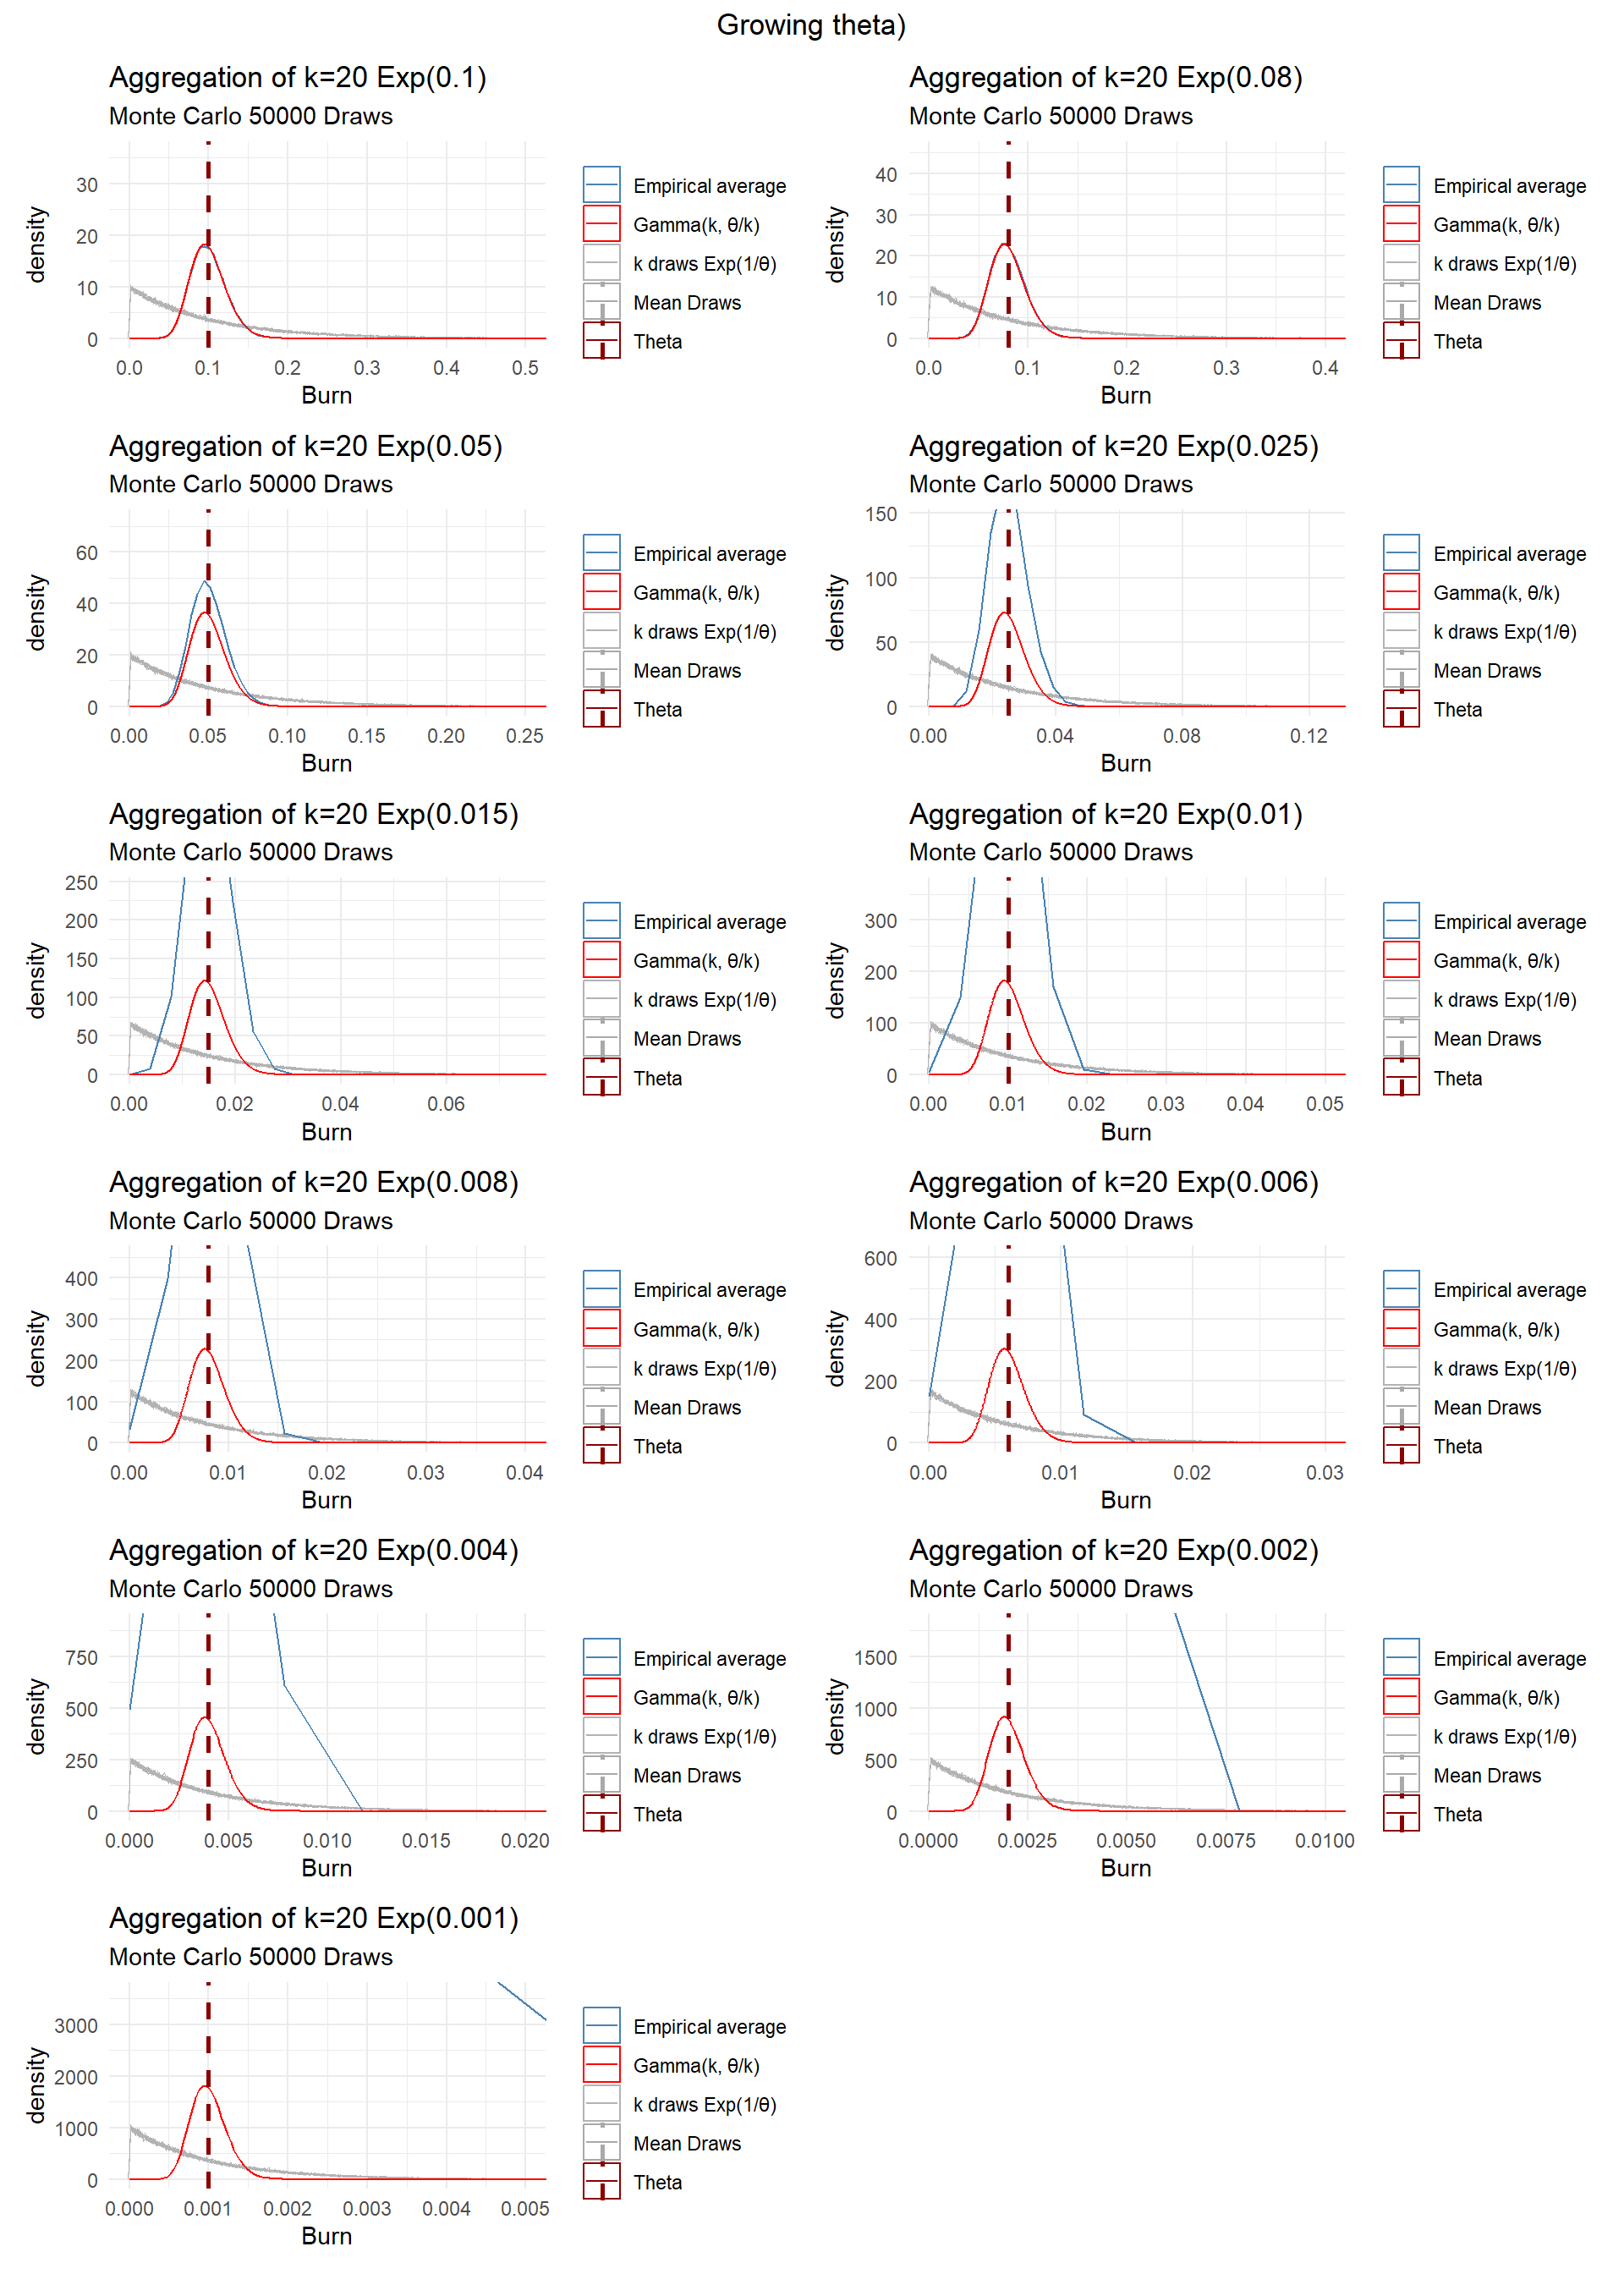 Growing theta)
Aggregation of k=20 Exp(0.1)
Monte Carlo 50000 Draws
density
30
20
10
0
0.0 0.1 0.2 0.3 0.4 0.5
Burn
Empirical average
Gamma(k, θ/k)
k draws Exp(1/θ)
Mean Draws
Theta
Aggregation of k=20 Exp(0.08)
Monte Carlo 50000 Draws
density
40
30
20
10
0
0.0 0.1 0.2 0.3 0.4
Burn
Empirical average
Gamma(k, θ/k)
k draws Exp(1/θ)
Mean Draws
Theta
Aggregation of k=20 Exp(0.05)
Monte Carlo 50000 Draws
density
60
40
20
0
0.00 0.05 0.10 0.15 0.20 0.25
Burn
Empirical average
Gamma(k, θ/k)
k draws Exp(1/θ)
Mean Draws
Theta
Aggregation of k=20 Exp(0.025)
Monte Carlo 50000 Draws
density
150
100
50
0
0.00 0.04 0.08 0.12
Burn
Empirical average
Gamma(k, θ/k)
k draws Exp(1/θ)
Mean Draws
Theta
Aggregation of k=20 Exp(0.015)
Monte Carlo 50000 Draws
density
250
200
150
100
50
0
0.00 0.02 0.04 0.06
Burn
Empirical average
Gamma(k, θ/k)
k draws Exp(1/θ)
Mean Draws
Theta
Aggregation of k=20 Exp(0.01)
Monte Carlo 50000 Draws
density
300
200
100
0
0.00 0.01 0.02 0.03 0.04 0.05
Burn
Empirical average
Gamma(k, θ/k)
k draws Exp(1/θ)
Mean Draws
Theta
Aggregation of k=20 Exp(0.008)
Monte Carlo 50000 Draws
density
400
300
200
100
0
0.00 0.01 0.02 0.03 0.04
Burn
Empirical average
Gamma(k, θ/k)
k draws Exp(1/θ)
Mean Draws
Theta
Aggregation of k=20 Exp(0.006)
Monte Carlo 50000 Draws
density
600
400
200
0
0.00 0.01 0.02 0.03
Burn
Empirical average
Gamma(k, θ/k)
k draws Exp(1/θ)
Mean Draws
Theta
Aggregation of k=20 Exp(0.004)
Monte Carlo 50000 Draws
density
750
500
250
0
0.000 0.005 0.010 0.015 0.020
Burn
Empirical average
Gamma(k, θ/k)
k draws Exp(1/θ)
Mean Draws
Theta
Aggregation of k=20 Exp(0.002)
Monte Carlo 50000 Draws
density
1500
1000
500
0
0.0000 0.0025 0.0050 0.0075 0.0100
Burn
Empirical average
Gamma(k, θ/k)
k draws Exp(1/θ)
Mean Draws
Theta
Aggregation of k=20 Exp(0.001)
Monte Carlo 50000 Draws
density
3000
2000
1000
0
0.000 0.001 0.002 0.003 0.004 0.005
Burn
Empirical average
Gamma(k, θ/k)
k draws Exp(1/θ)
Mean Draws
Theta